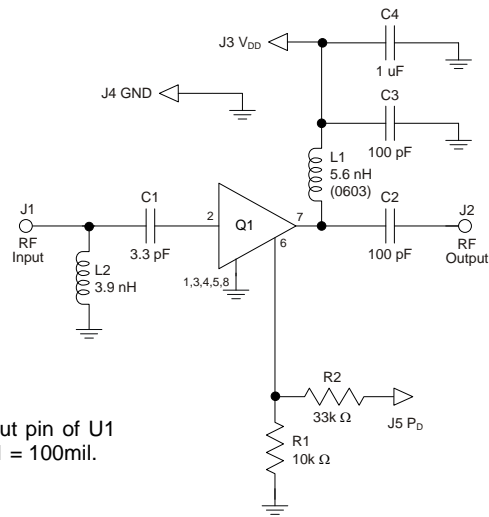 C4
J3 VDD
1 uF
J4 GND
C3
100 pF
L1
5.6 nH
(0603)
J1
RF
Input
C1
3.3 pF
2
Q1
7
6
C2
100 pF
J2
RF
Output
L2
3.9 nH
1,3,4,5,8
R2
33k Ω
J5 PD
R1
10k Ω
ut pin of U1
= 100mil.